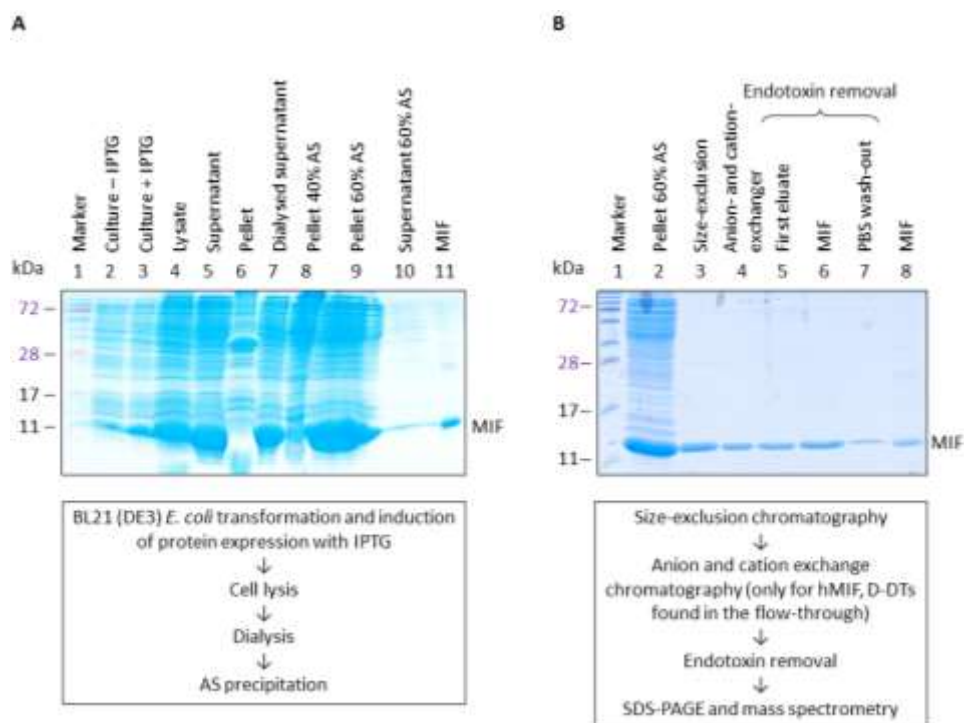 A
Marker
Culture – IPTG
Culture + IPTG
Lysate
Supernatant
Pellet
Dialysed supernatant
Pellet 40% AS
Pellet 60% AS
Supernatant 60% AS
MIF
kDa
1 2 3 4 5 6 7 8 9 10 11
72
28
17
11
MIF
BL21 (DE3) E. coli transformation and induction
of protein expression with IPTG
↓
Cell lysis
↓
Dialysis
↓
AS precipitation
B
Endotoxin removal
Marker
Pellet 60% AS
Size-exclusion
Anion- and cation-
exchanger
First eluate
MIF
PBS wash-out
MIF
kDa
1 2 3 4 5 6 7 8
72
28
17
11
MIF
Size-exclusion chromatography
↓
Anion and cation exchange
chromatography (only for hMIF, D-DTs
found in the flow-through)
↓
Endotoxin removal
↓
SDS-PAGE and mass spectrometry